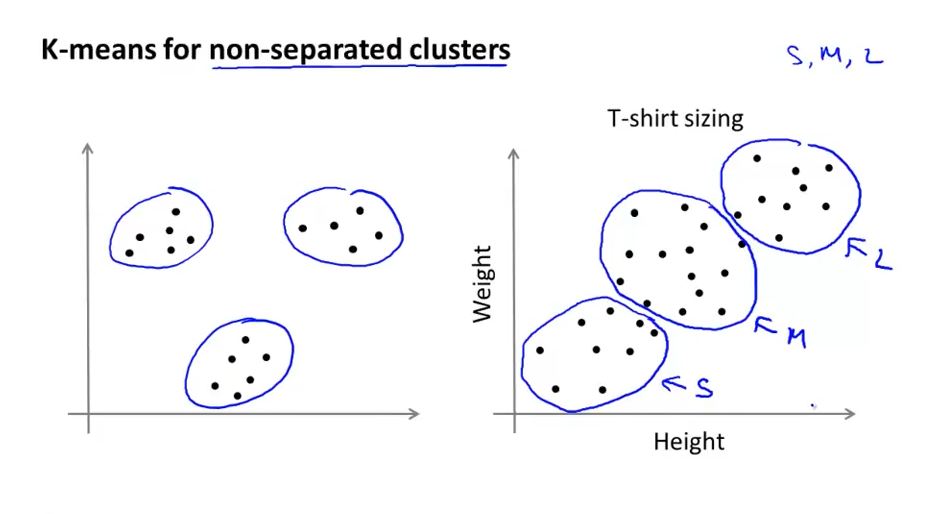 K-means for non-separated clusters
S, M, L
T-shirt sizing
Weight
L
M
S
Height